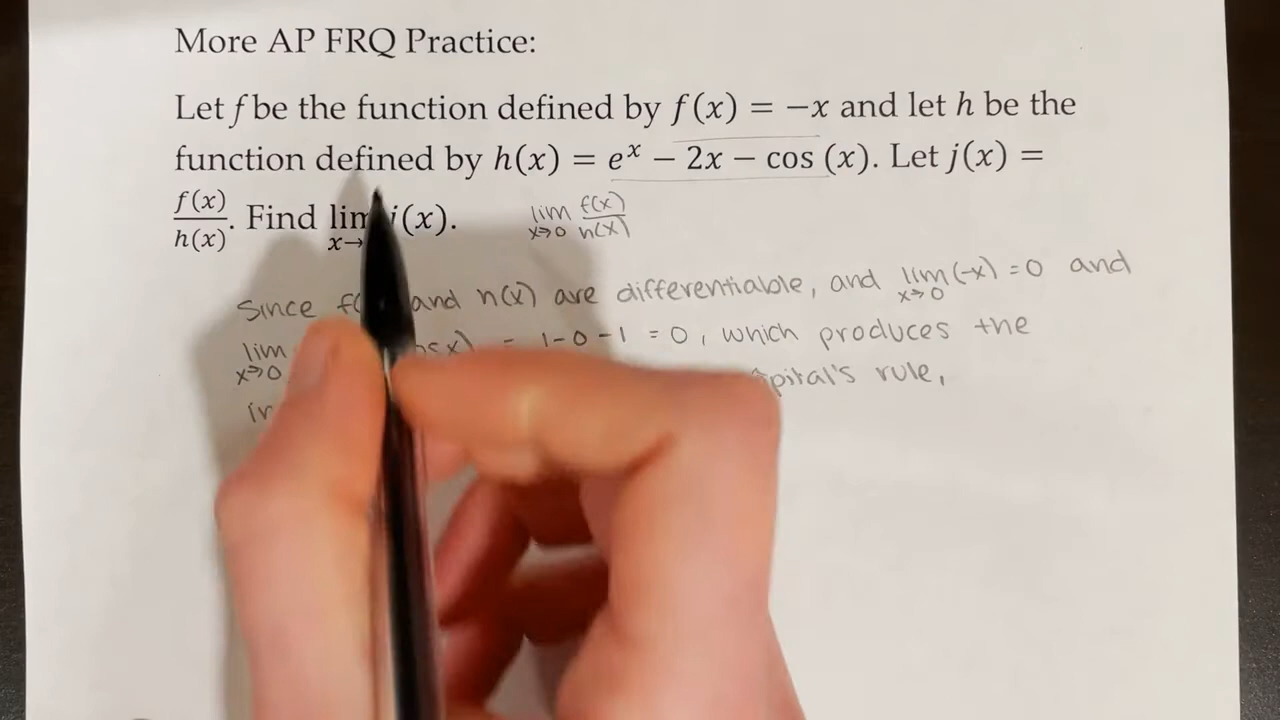 More AP FRQ Practice:
Let f be the function defined by f(x) = −x and let h be the
function defined by h(x) = e^x − 2x − cos (x). Let j(x) =
f(x)/h(x). Find lim x→ j(x).
lim x→0 f(x)/h(x)
Since and h(x) are differentiable, and lim x→0 (-x) = 0 and
lim x→0 = 1-0-1 = 0, which produces the
rule,